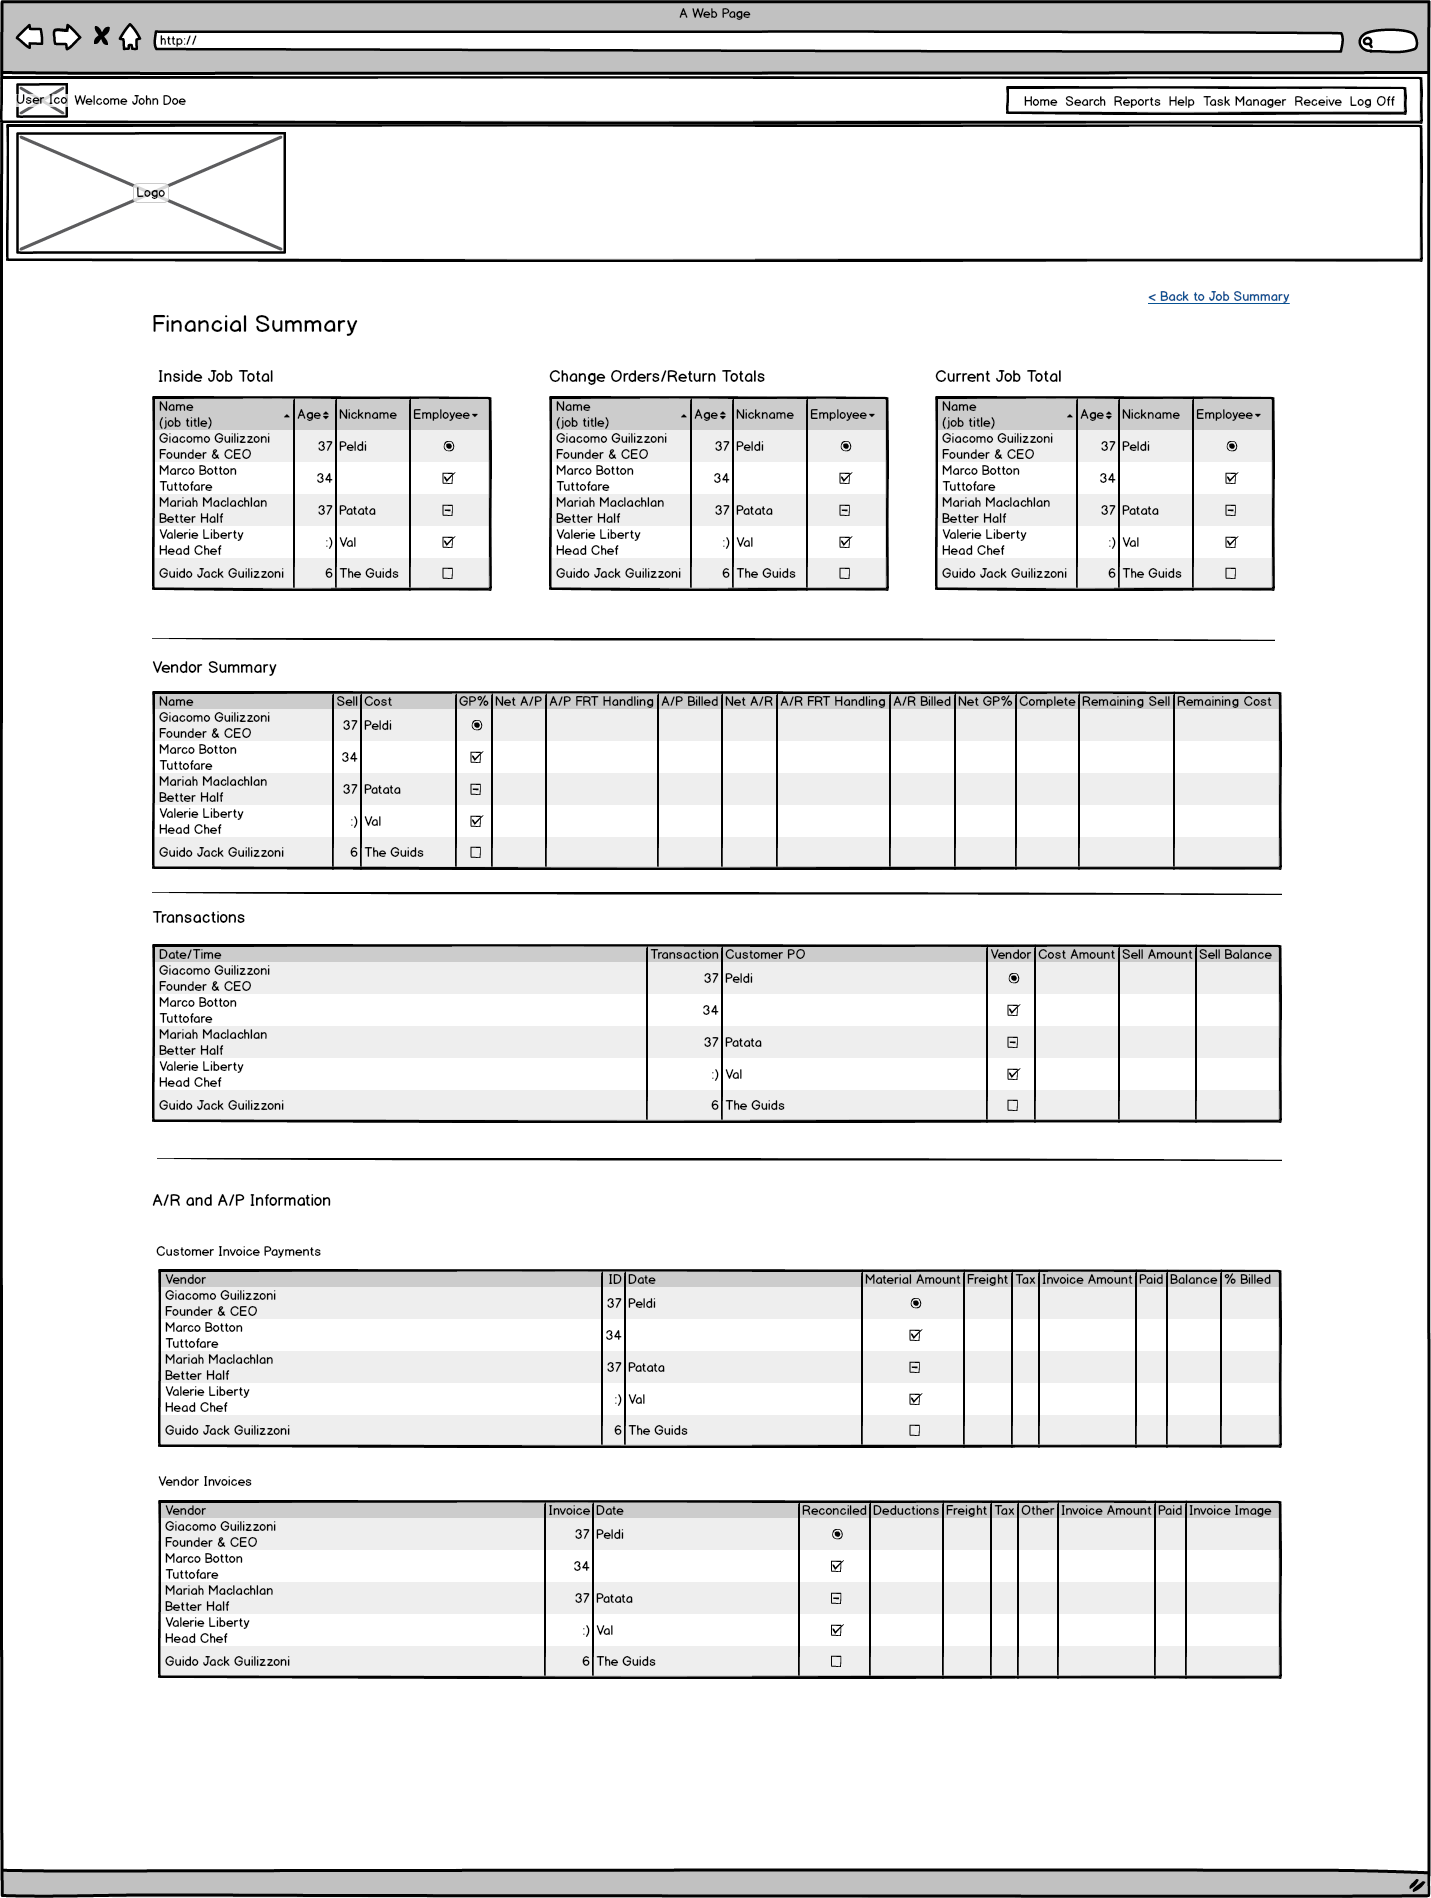 A Web Page
http://
User Ico Welcome John Doe
Home Search Reports Help Task Manager Receive Log Off
Logo
< Back to Job Summary
Financial Summary
Inside Job Total
Name
(job title) Age Nickname Employee
Giacomo Guilizzoni
Founder & CEO 37 Peldi
Marco Botton
Tuttofare 34
Mariah Maclachlan
Better Half 37 Patata
Valerie Liberty
Head Chef :) Val
Guido Jack Guilizzoni 6 The Guids
Change Orders/Return Totals
Name
(job title) Age Nickname Employee
Giacomo Guilizzoni
Founder & CEO 37 Peldi
Marco Botton
Tuttofare 34
Mariah Maclachlan
Better Half 37 Patata
Valerie Liberty
Head Chef :) Val
Guido Jack Guilizzoni 6 The Guids
Current Job Total
Name
(job title) Age Nickname Employee
Giacomo Guilizzoni
Founder & CEO 37 Peldi
Marco Botton
Tuttofare 34
Mariah Maclachlan
Better Half 37 Patata
Valerie Liberty
Head Chef :) Val
Guido Jack Guilizzoni 6 The Guids
Vendor Summary
Name Sell Cost GP% Net A/P A/P FRT Handling A/P Billed Net A/R A/R FRT Handling A/R Billed Net GP% Complete Remaining Sell Remaining Cost
Giacomo Guilizzoni
Founder & CEO 37 Peldi
Marco Botton
Tuttofare 34
Mariah Maclachlan
Better Half 37 Patata
Valerie Liberty
Head Chef :) Val
Guido Jack Guilizzoni 6 The Guids
Transactions
Date/Time Transaction Customer PO Vendor Cost Amount Sell Amount Sell Balance
Giacomo Guilizzoni
Founder & CEO 37 Peldi
Marco Botton
Tuttofare 34
Mariah Maclachlan
Better Half 37 Patata
Valerie Liberty
Head Chef :) Val
Guido Jack Guilizzoni 6 The Guids
A/R and A/P Information
Customer Invoice Payments
Vendor ID Date Material Amount Freight Tax Invoice Amount Paid Balance % Billed
Giacomo Guilizzoni
Founder & CEO 37 Peldi
Marco Botton
Tuttofare 34
Mariah Maclachlan
Better Half 37 Patata
Valerie Liberty
Head Chef :) Val
Guido Jack Guilizzoni 6 The Guids
Vendor Invoices
Vendor Invoice Date Reconciled Deductions Freight Tax Other Invoice Amount Paid Invoice Image
Giacomo Guilizzoni
Founder & CEO 37 Peldi
Marco Botton
Tuttofare 34
Mariah Maclachlan
Better Half 37 Patata
Valerie Liberty
Head Chef :) Val
Guido Jack Guilizzoni 6 The Guids